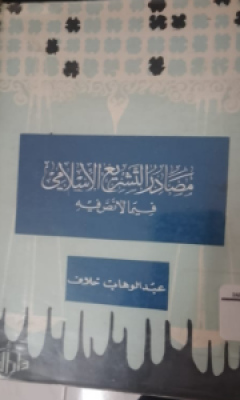 مصادر التشريع الإسلامي
فيما لا نص فيه
عبد الوهاب خلاف